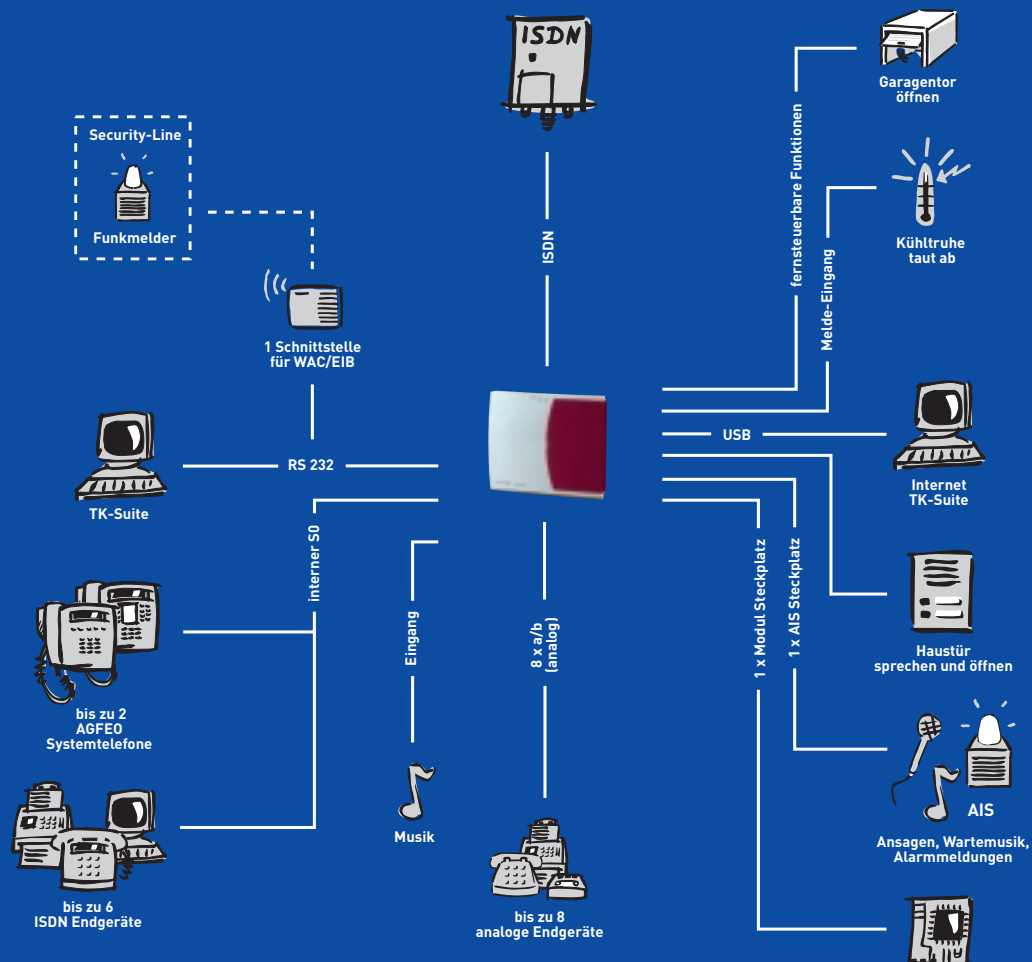 ISDN
Garagentor
öffnen
Security-Line
Funkmelder
fernsteuerbare Funktionen
Kühltruhe
taut ab
ISDN
Melde-Eingang
1 Schnittstelle
für WAC/EIB
USB
RS 232
TK-Suite
Internet
TK-Suite
interner S0
Eingang
8 x a/b
(analog)
1 x Modul Steckplatz
1 x AIS Steckplatz
Haustür
sprechen und öffnen
bis zu 2
AGFEO
Systemtelefone
Musik
AIS
Ansagen, Wartemusik,
Alarmmeldungen
bis zu 6
ISDN Endgeräte
bis zu 8
analoge Endgeräte